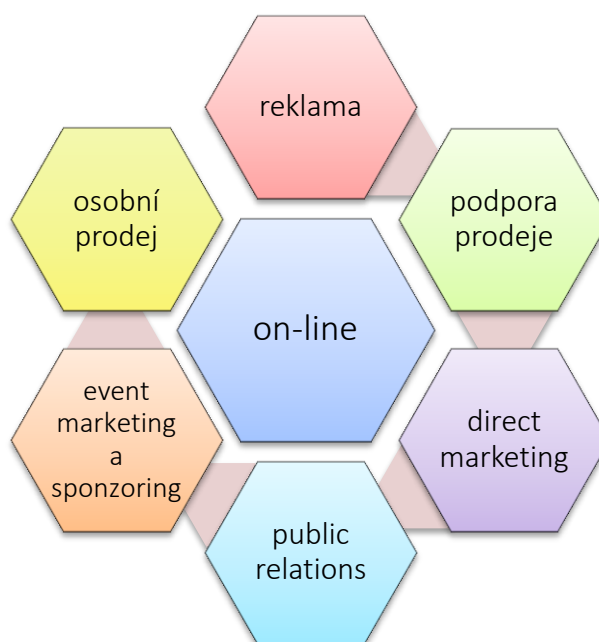 reklama
podpora
prodeje
direct
marketing
public
relations
event
marketing
a
sponzoring
osobní
prodej
on-line